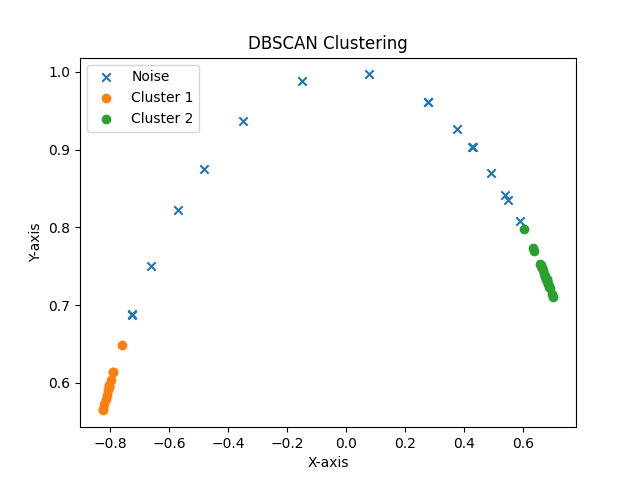 DBSCAN Clustering
Noise
Cluster 1
Cluster 2
1.0
0.9
0.8
0.7
0.6
Y-axis
−0.8 −0.6 −0.4 −0.2 0.0 0.2 0.4 0.6
X-axis